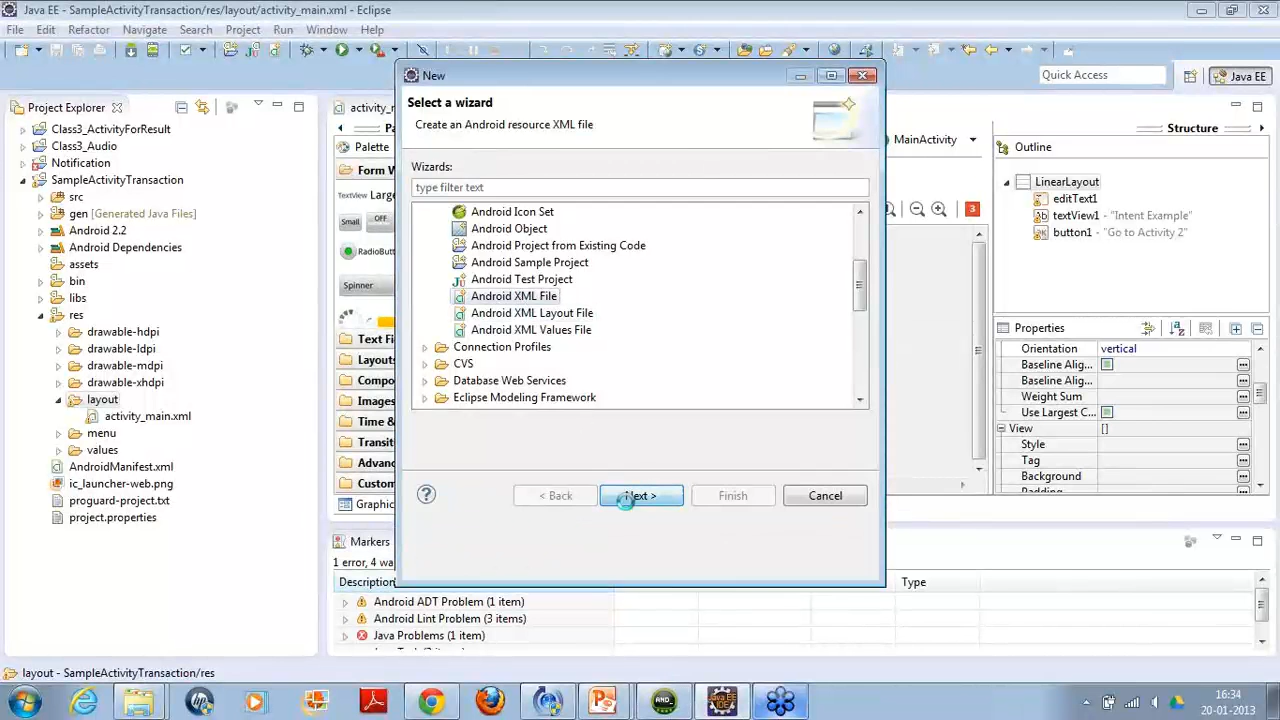 Java EE - SampleActivityTransaction/res/layout/activity_main.xml - Eclipse
File Edit Refactor Navigate Search Project Run Window Help
Quick Access
Java EE
Project Explorer
Class3_ActivityForResult
Class3_Audio
Notification
SampleActivityTransaction
src
gen [Generated Java Files]
Android 2.2
Android Dependencies
assets
bin
libs
res
drawable-hdpi
drawable-ldpi
drawable-mdpi
drawable-xhdpi
layout
activity_main.xml
menu
values
AndroidManifest.xml
ic_launcher-web.png
proguard-project.txt
project.properties
activity_
Pa
Palette
Form W
TextView Large
Small OFF
RadioButt
Spinner
Text Fi
Layouts
Compo
Images
Time &
Transit
Advan
Custom
Graphic
New
Select a wizard
Create an Android resource XML file
Wizards:
type filter text
Android Icon Set
Android Object
Android Project from Existing Code
Android Sample Project
Android Test Project
Android XML File
Android XML Layout File
Android XML Values File
Connection Profiles
CVS
Database Web Services
Eclipse Modeling Framework
< Back
Next >
Finish
Cancel
MainActivity
3
Structure
Outline
LinearLayout
editText1
textView1 - "Intent Example"
button1 - "Go to Activity 2"
Properties
Orientation vertical
Baseline Alig...
Baseline Alig...
Weight Sum
Use Largest C...
View []
Style
Tag
Background
Markers
1 error, 4 wa
Description
Type
Android ADT Problem (1 item)
Android Lint Problem (3 items)
Java Problems (1 item)
layout - SampleActivityTransaction/res
16:34
20-01-2013